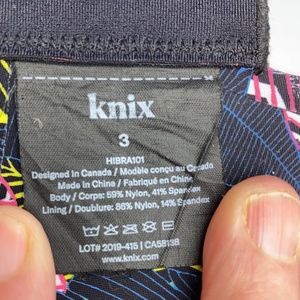 knix
3
HIBRA101
Designed in Canada / Modèle conçu au Canada
Made in China / Fabriqué en Chine
Body / Corps: 59% Nylon, 41% Spandex
Lining / Doublure: 86% Nylon, 14% Spandex
LOT# 2019-415 | CA58138
www.knix.com